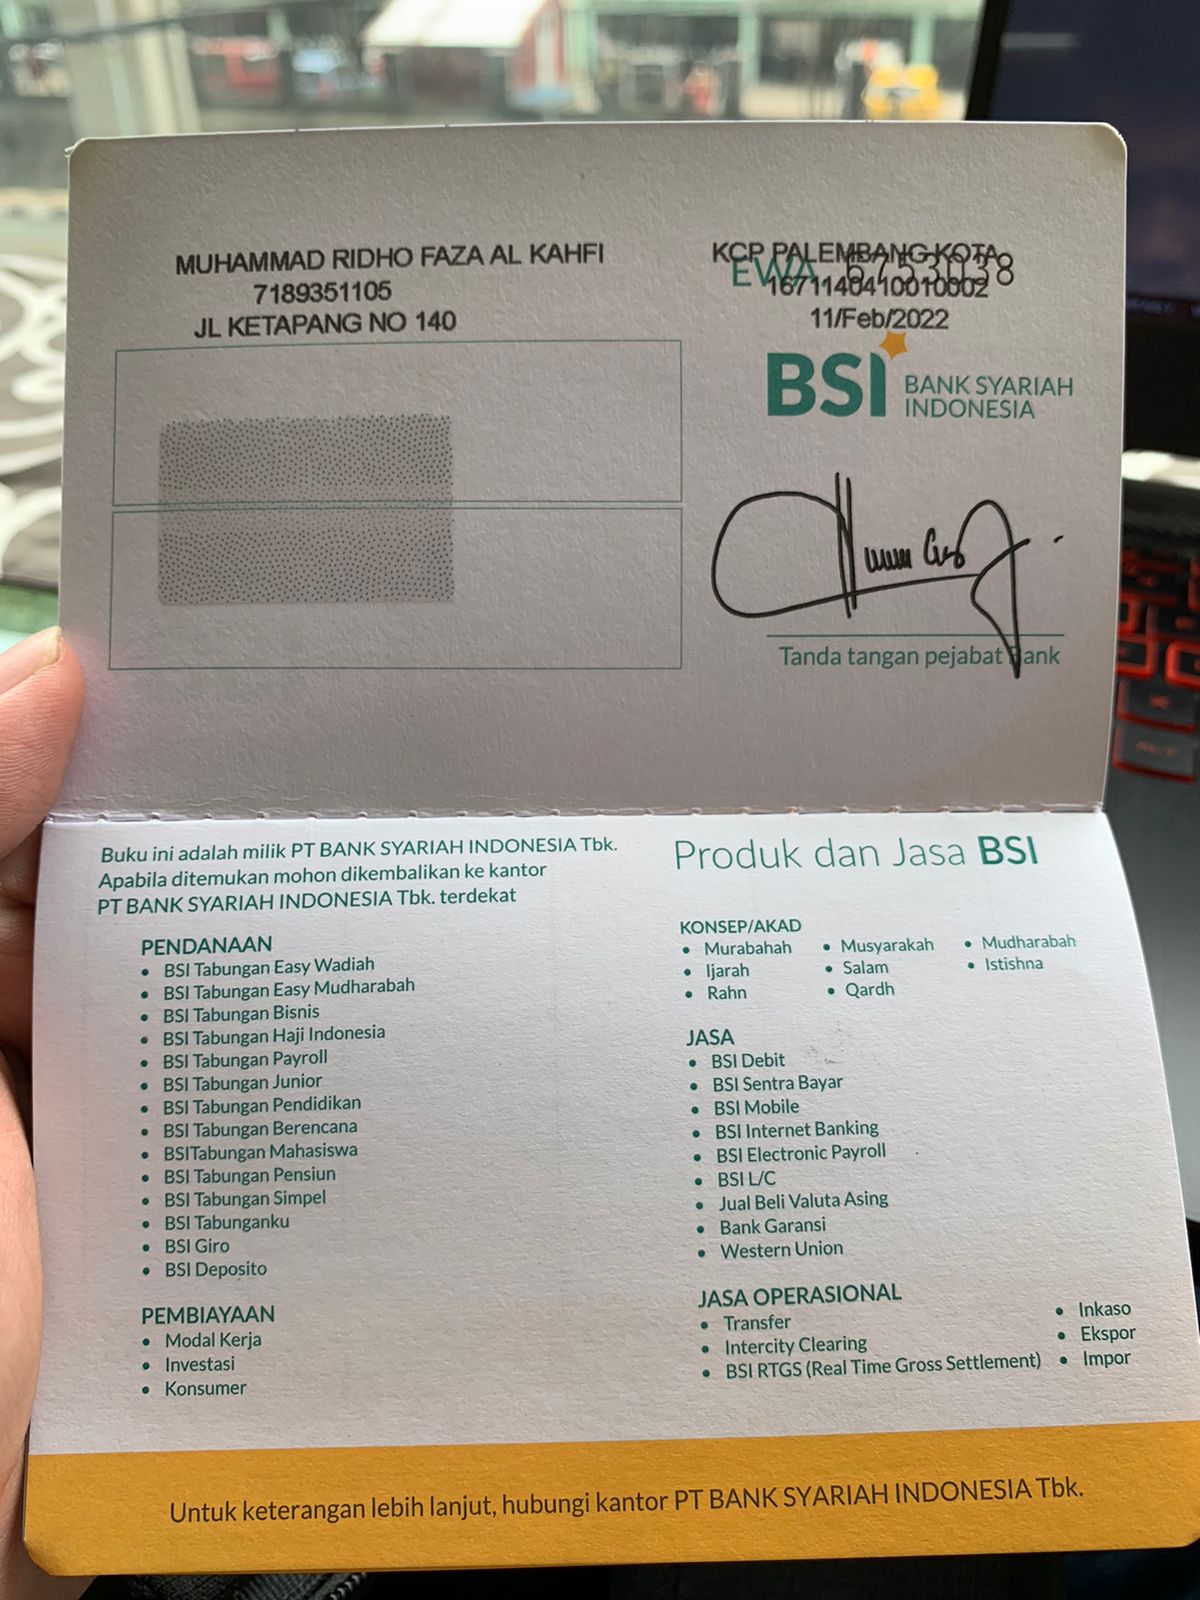 MUHAMMAD RIDHO FAZA AL KAHFI
7189351105
JL KETAPANG NO 140
KCP PALEMBANG KOTA
EWA 6753038
1671140410010002
11/Feb/2022
BSI BANK SYARIAH
INDONESIA
Tanda tangan pejabat Bank
Buku ini adalah milik PT BANK SYARIAH INDONESIA Tbk.
Apabila ditemukan mohon dikembalikan ke kantor
PT BANK SYARIAH INDONESIA Tbk. terdekat
PENDANAAN
• BSI Tabungan Easy Wadiah
• BSI Tabungan Easy Mudharabah
• BSI Tabungan Bisnis
• BSI Tabungan Haji Indonesia
• BSI Tabungan Payroll
• BSI Tabungan Junior
• BSI Tabungan Pendidikan
• BSI Tabungan Berencana
• BSITabungan Mahasiswa
• BSI Tabungan Pensiun
• BSI Tabungan Simpel
• BSI Tabunganku
• BSI Giro
• BSI Deposito
PEMBIAYAAN
• Modal Kerja
• Investasi
• Konsumer
Produk dan Jasa BSI
KONSEP/AKAD
• Murabahah • Musyarakah • Mudharabah
• Ijarah • Salam • Istishna
• Rahn • Qardh
JASA
• BSI Debit
• BSI Sentra Bayar
• BSI Mobile
• BSI Internet Banking
• BSI Electronic Payroll
• BSI L/C
• Jual Beli Valuta Asing
• Bank Garansi
• Western Union
JASA OPERASIONAL
• Transfer • Inkaso
• Intercity Clearing • Ekspor
• BSI RTGS (Real Time Gross Settlement) • Impor
Untuk keterangan lebih lanjut, hubungi kantor PT BANK SYARIAH INDONESIA Tbk.